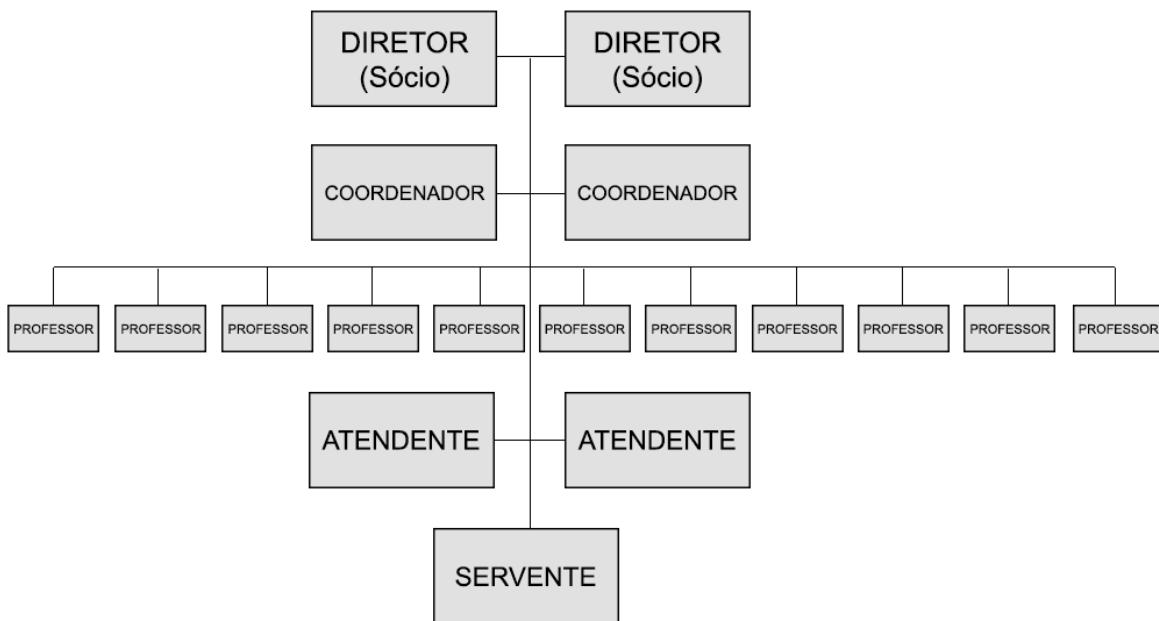 DIRETOR
(Sócio)
DIRETOR
(Sócio)
COORDENADOR
COORDENADOR
PROFESSOR
PROFESSOR
PROFESSOR
PROFESSOR
PROFESSOR
PROFESSOR
PROFESSOR
PROFESSOR
PROFESSOR
PROFESSOR
PROFESSOR
ATENDENTE
ATENDENTE
SERVENTE